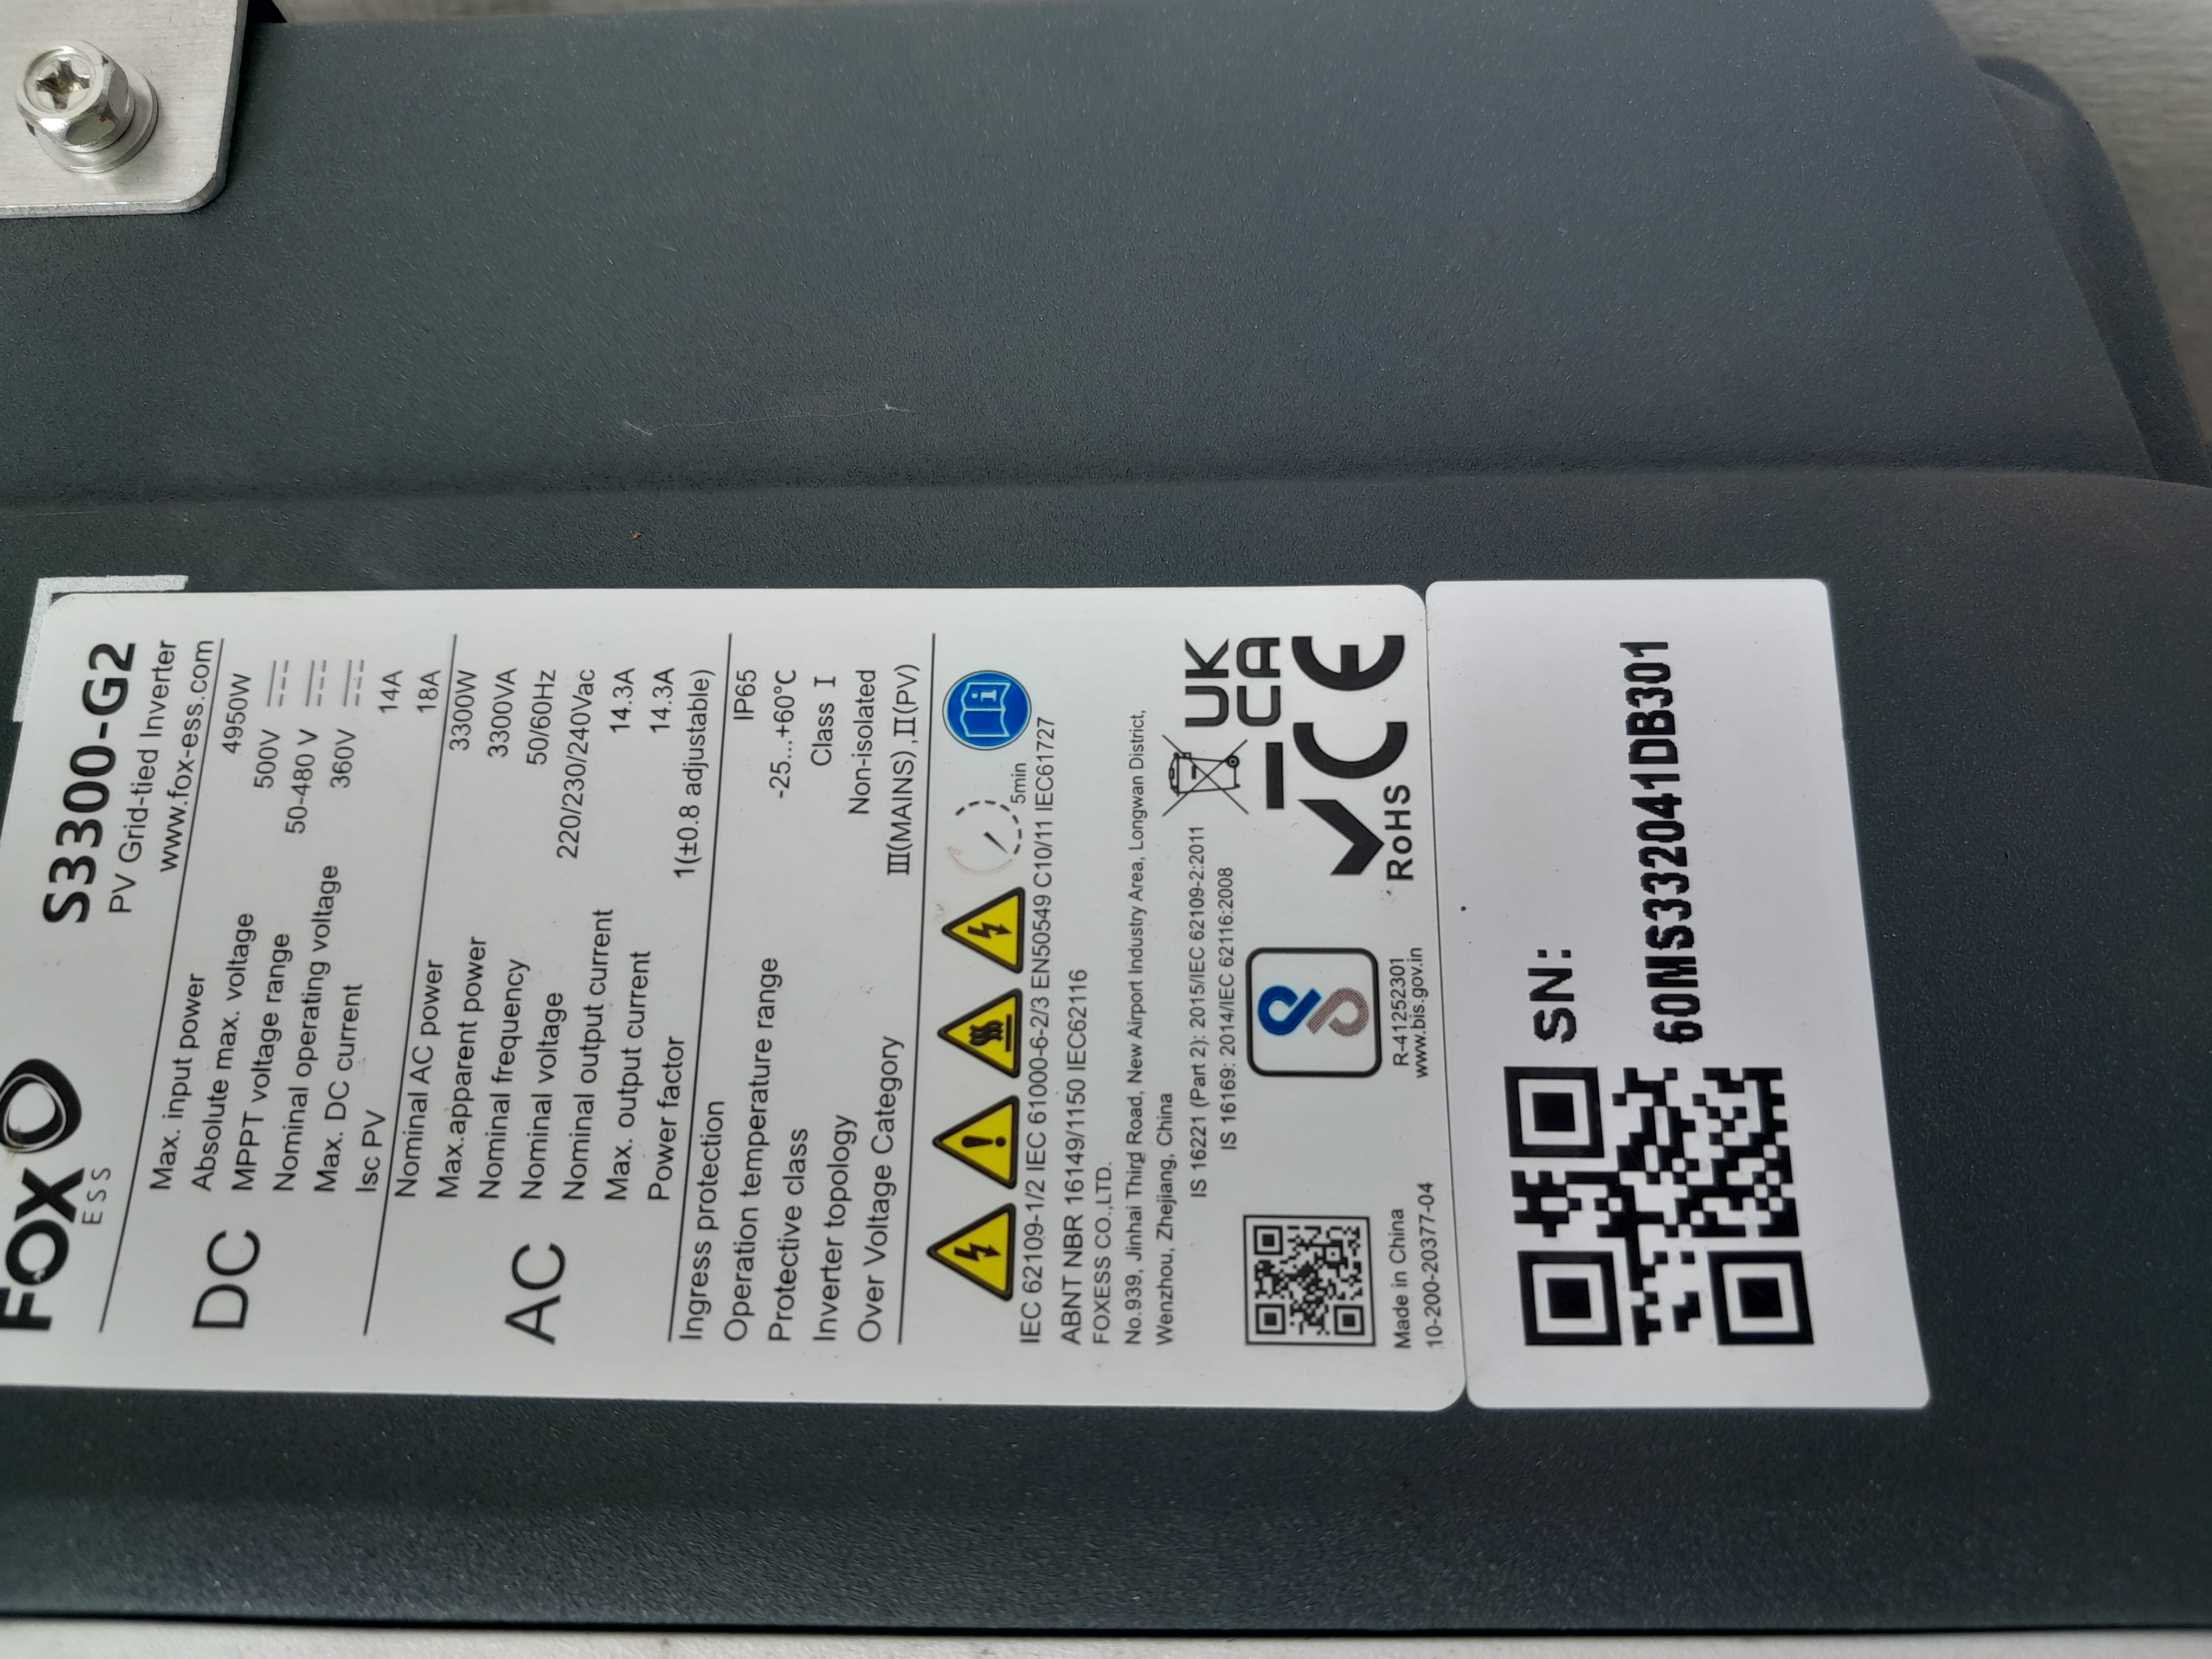 FOX
ESS
S3300-G2
PV Grid-tied Inverter
www.fox-ess.com
DC
Max. input power 4950W
Absolute max. voltage 500V
MPPT voltage range 50-480 V
Nominal operating voltage 360V
Max. DC current 14A
Isc PV 18A
AC
Nominal AC power 3300W
Max.apparent power 3300VA
Nominal frequency 50/60Hz
Nominal voltage 220/230/240Vac
Nominal output current 14.3A
Max. output current 14.3A
Power factor 1(±0.8 adjustable)
Ingress protection IP65
Operation temperature range -25...+60°C
Protective class Class I
Inverter topology Non-isolated
Over Voltage Category III(MAINS) ,II(PV)
5min
IEC 62109-1/2 IEC 61000-6-2/3 EN50549 C10/11 IEC61727
ABNT NBR 16149/1150 IEC62116
FOXESS CO.,LTD.
No.939, Jinhai Third Road, New Airport Industry Area, Longwan District,
Wenzhou, Zhejiang, China
IS 16221 (Part 2): 2015/IEC 62109-2:2011
IS 16169: 2014/IEC 62116:2008
UK
CA
CE
RoHS
Made in China
10-200-20377-04
R-41252301
www.bis.gov.in
SN:
60MS332041DB301